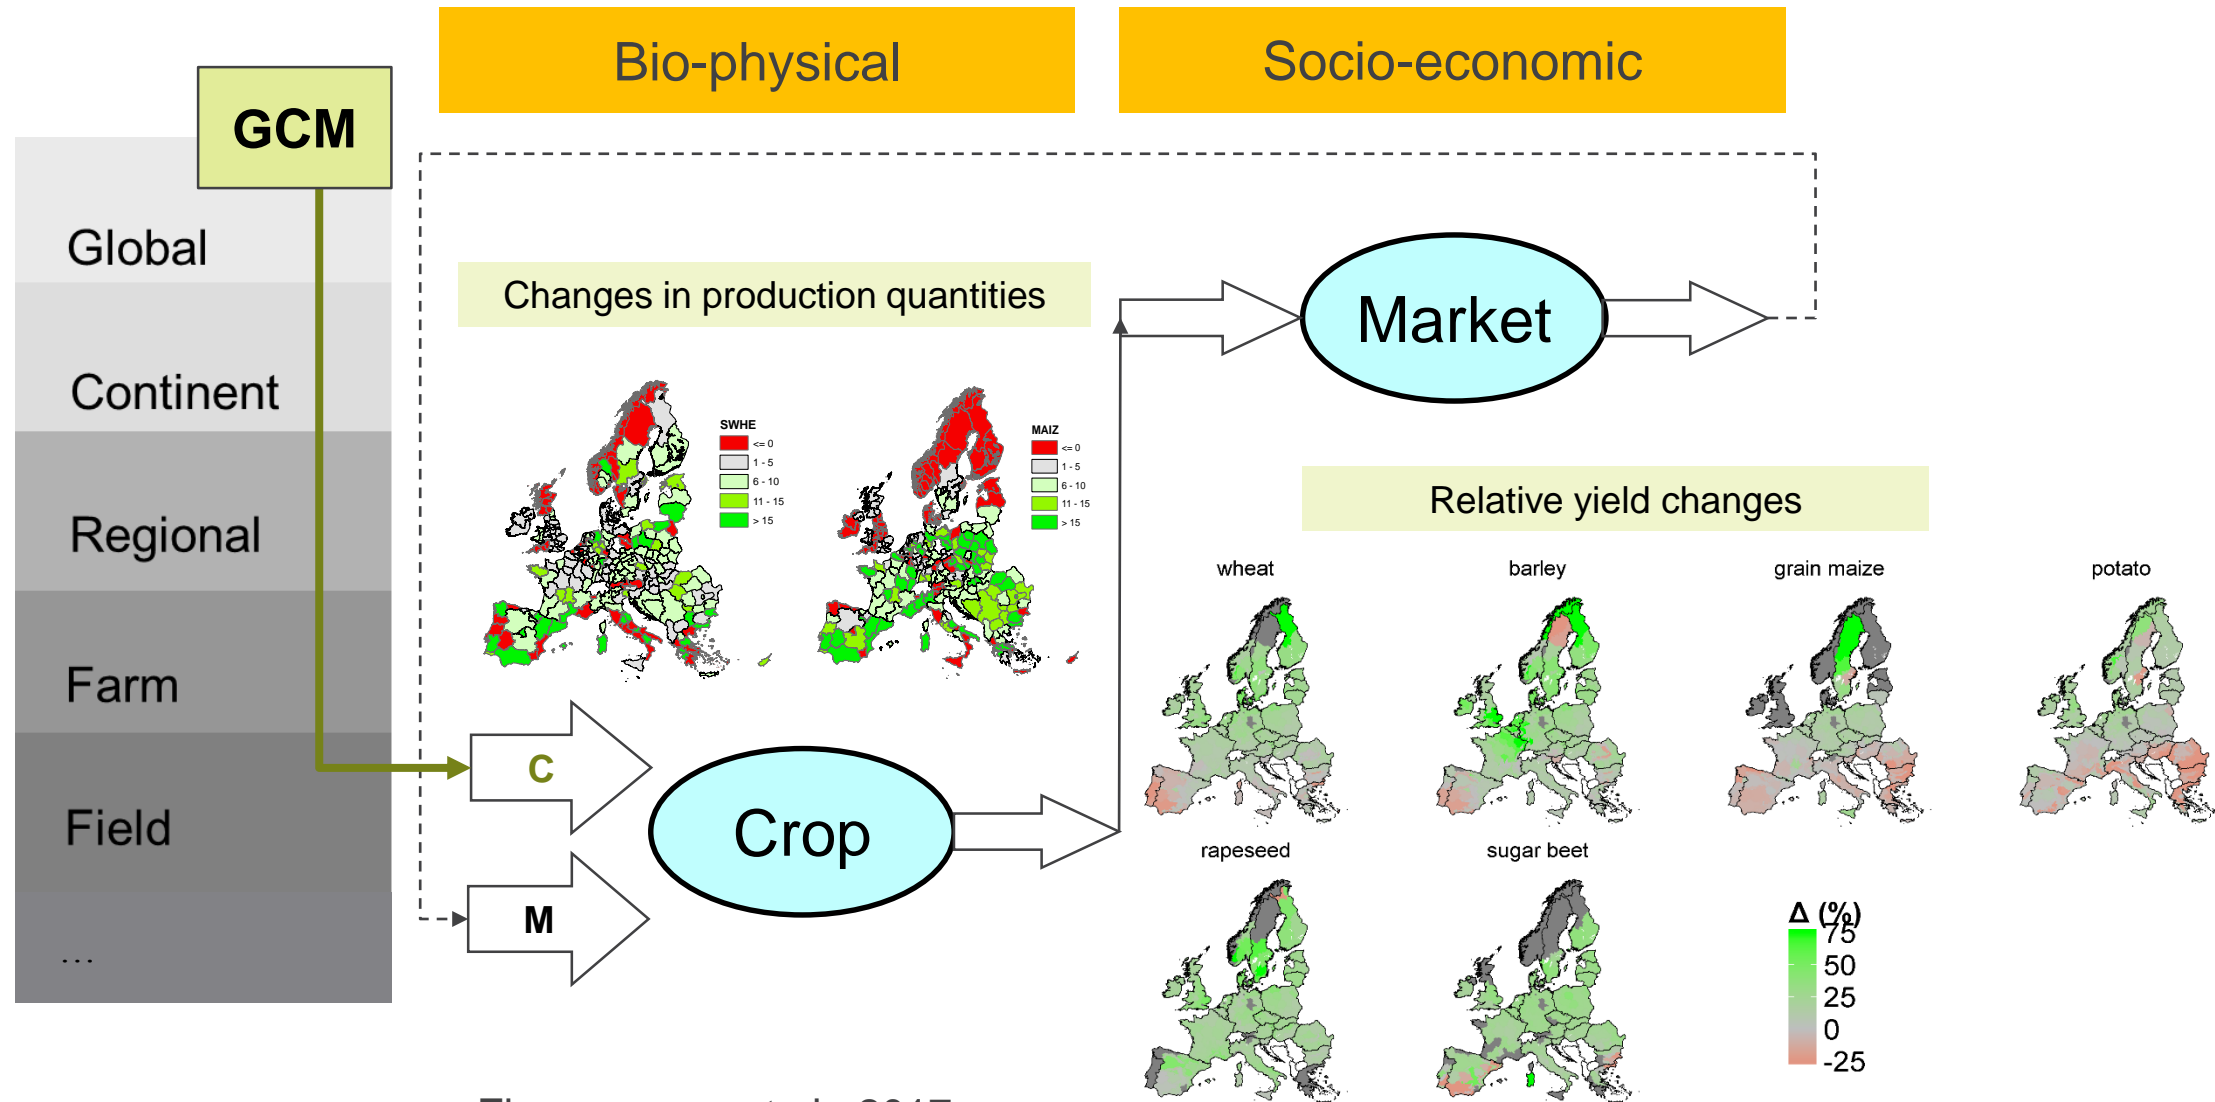 Bio-physical
Socio-economic
GCM
Global
Continent
Regional
Farm
Field
...
Changes in production quantities
SWHE
<= 0
1 - 5
6 - 10
11 - 15
> 15
MAIZ
<= 0
1 - 5
6 - 10
11 - 15
> 15
Market
Relative yield changes
wheat
barley
grain maize
potato
C
M
Crop
rapeseed
sugar beet
Δ (%)
75
50
25
0
-25